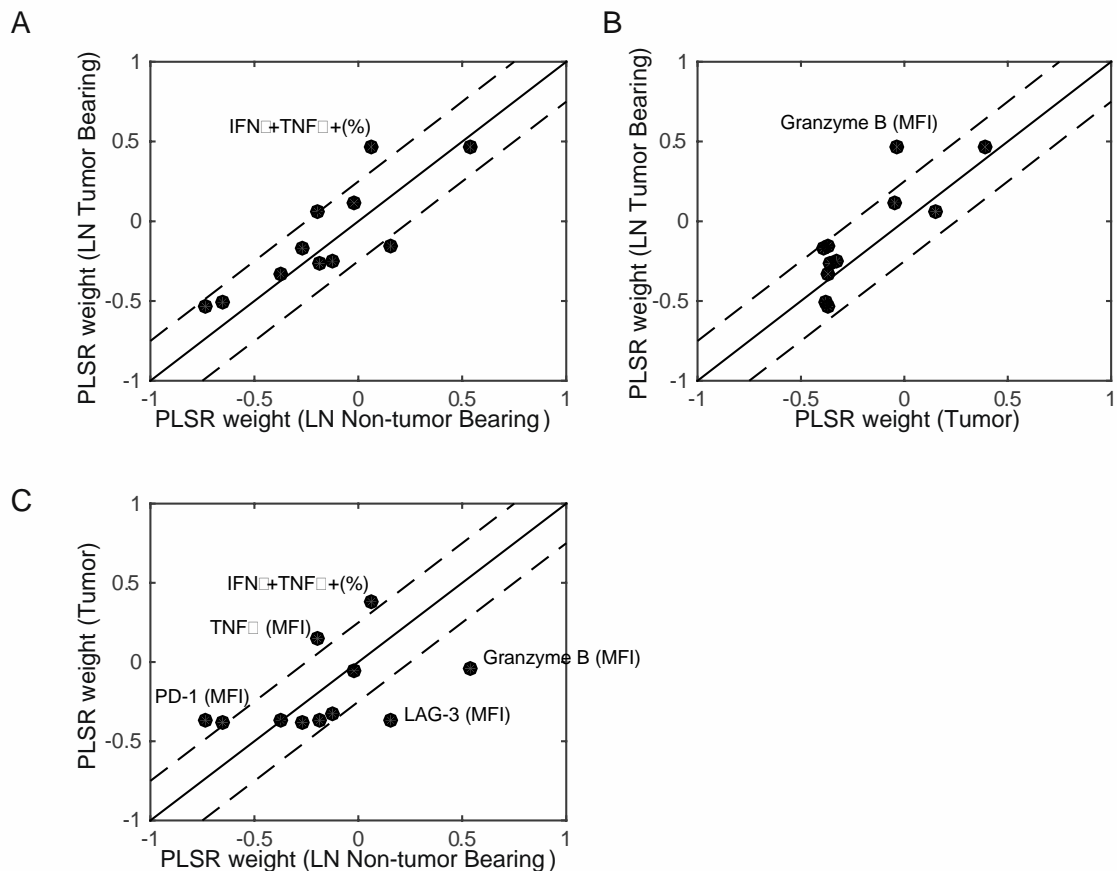 A
B
1
0.5
0
-0.5
-1
-1
-0.5
0
0.5
1
PLSR weight (LN Tumor Bearing)
PLSR weight (LN Non-tumor Bearing)
IFN□+TNF□+(%)
1
0.5
0
-0.5
-1
-1
-0.5
0
0.5
1
PLSR weight (LN Tumor Bearing)
PLSR weight (Tumor)
Granzyme B (MFI)
C
1
0.5
0
-0.5
-1
-1
-0.5
0
0.5
1
PLSR weight (Tumor)
PLSR weight (LN Non-tumor Bearing)
IFN□+TNF□+(%)
TNF□ (MFI)
Granzyme B (MFI)
PD-1 (MFI)
LAG-3 (MFI)